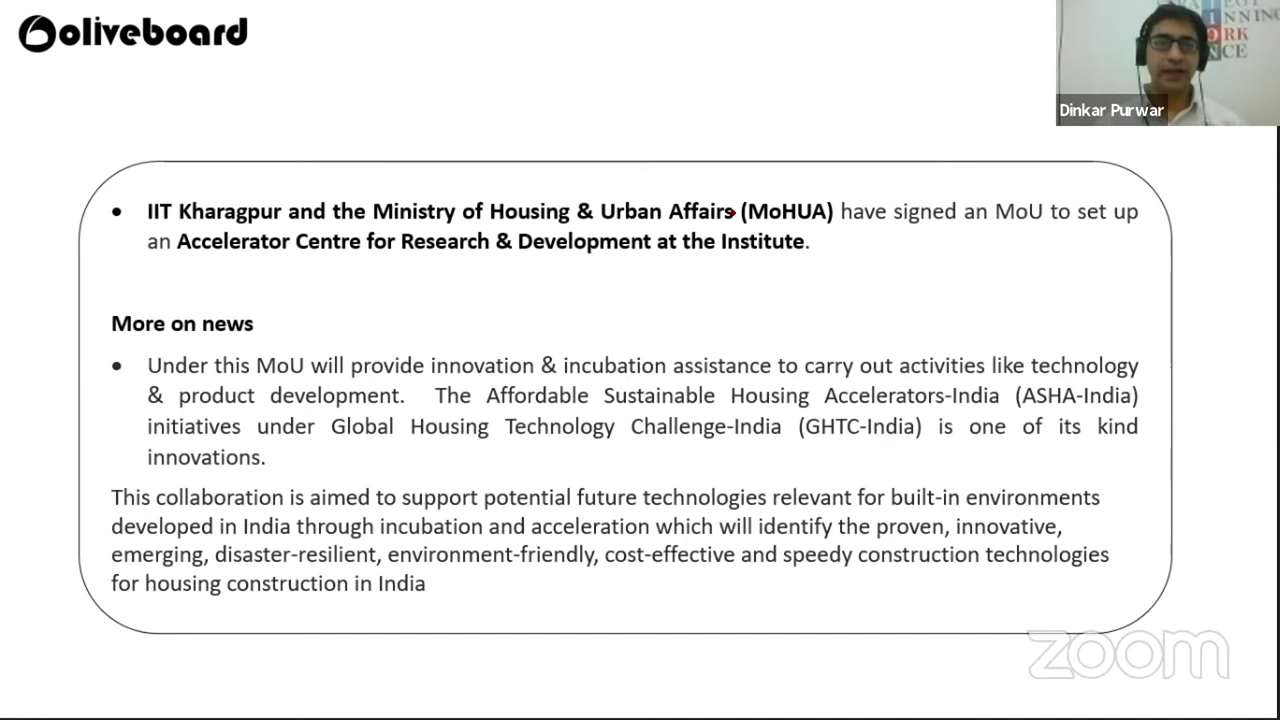 oliveboard
INNING
RK
CE
Dinkar Purwar
• IIT Kharagpur and the Ministry of Housing & Urban Affairs (MoHUA) have signed an MoU to set up
an Accelerator Centre for Research & Development at the Institute.
More on news
• Under this MoU will provide innovation & incubation assistance to carry out activities like technology
& product development. The Affordable Sustainable Housing Accelerators-India (ASHA-India)
initiatives under Global Housing Technology Challenge-India (GHTC-India) is one of its kind
innovations.
This collaboration is aimed to support potential future technologies relevant for built-in environments
developed in India through incubation and acceleration which will identify the proven, innovative,
emerging, disaster-resilient, environment-friendly, cost-effective and speedy construction technologies
for housing construction in India
zoom